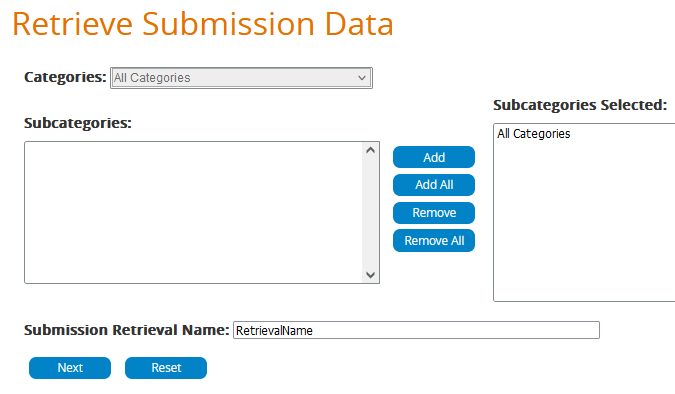 Retrieve Submission Data
Categories: All Categories
Subcategories:
Add
Add All
Remove
Remove All
Subcategories Selected:
All Categories
Submission Retrieval Name: RetrievalName
Next Reset